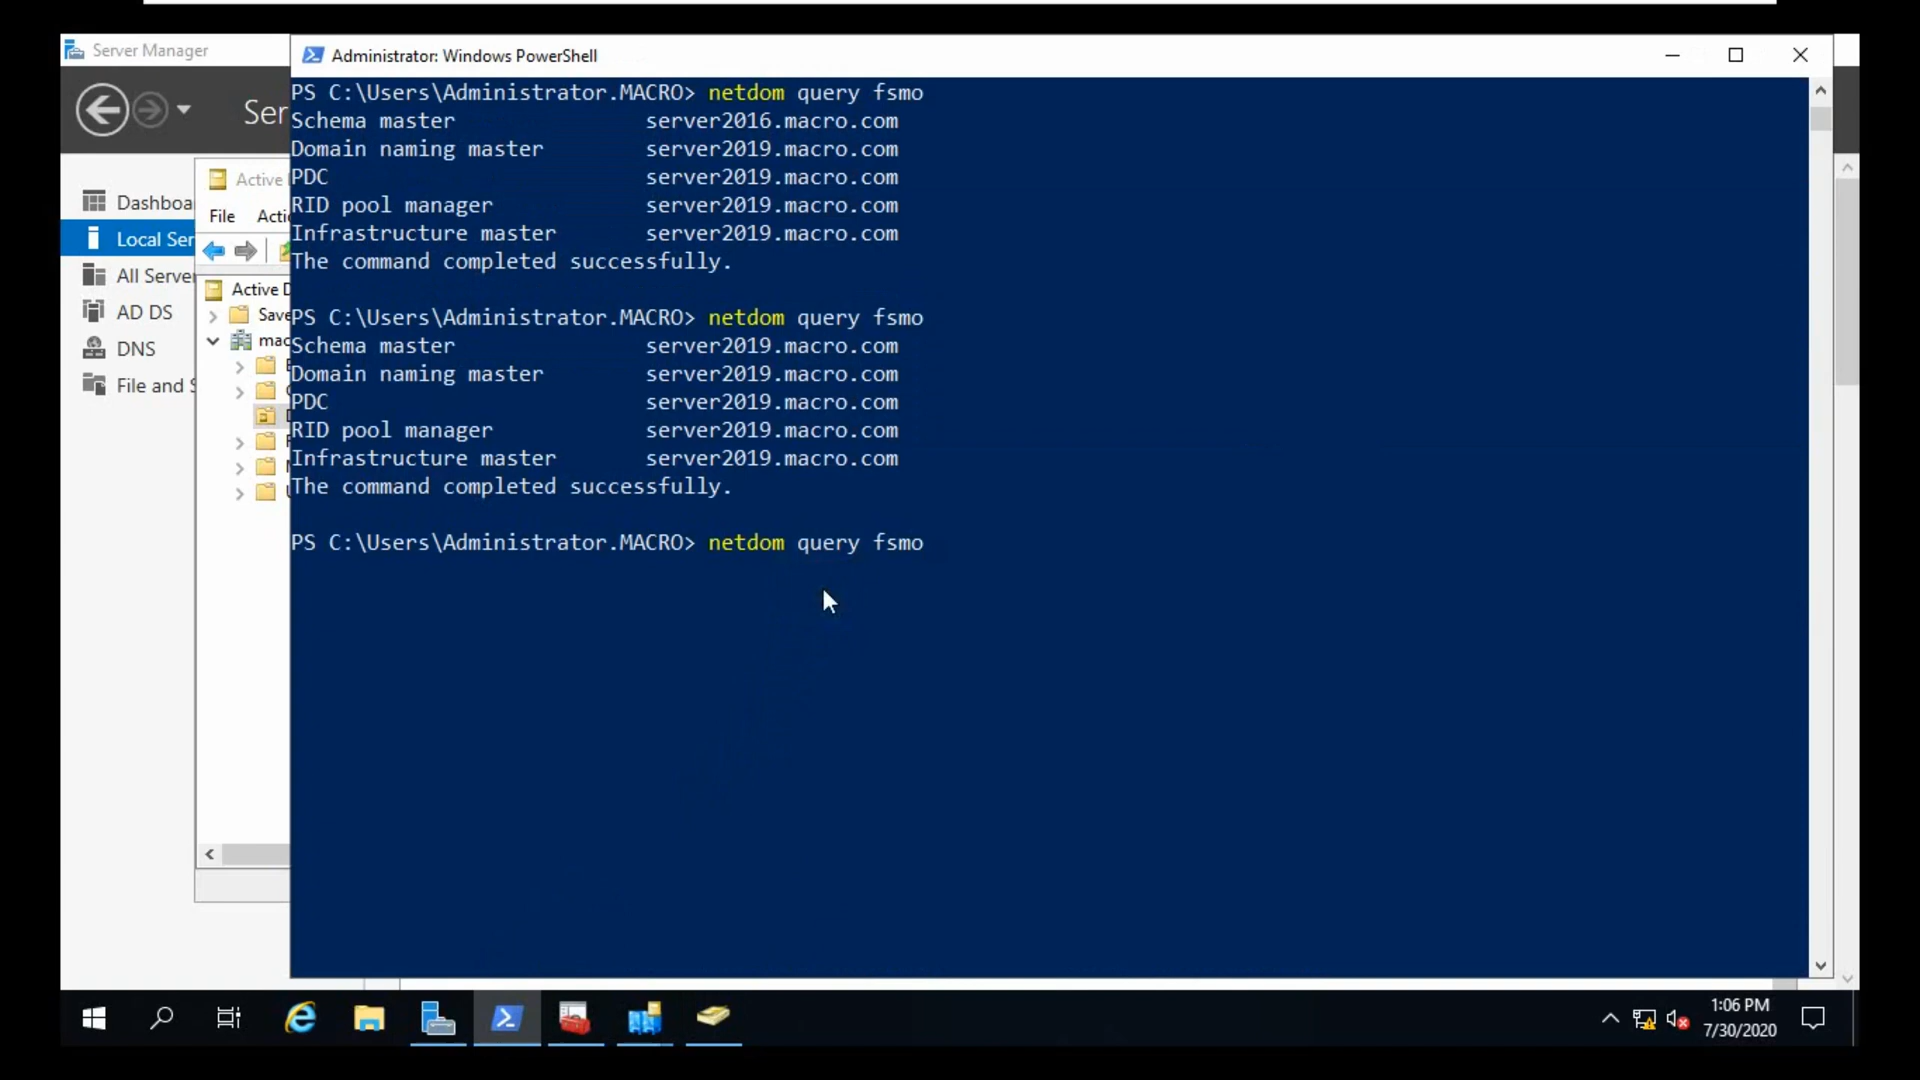 Server Manager
Administrator: Windows PowerShell
Ser
Dashboa
Local Ser
All Server
AD DS
DNS
File and S
Active
File Acti
Active D
Save
mac
PS C:\Users\Administrator.MACRO> netdom query fsmo
Schema master server2016.macro.com
Domain naming master server2019.macro.com
PDC server2019.macro.com
RID pool manager server2019.macro.com
Infrastructure master server2019.macro.com
The command completed successfully.
PS C:\Users\Administrator.MACRO> netdom query fsmo
Schema master server2019.macro.com
Domain naming master server2019.macro.com
PDC server2019.macro.com
RID pool manager server2019.macro.com
Infrastructure master server2019.macro.com
The command completed successfully.
PS C:\Users\Administrator.MACRO> netdom query fsmo
1:06 PM
7/30/2020